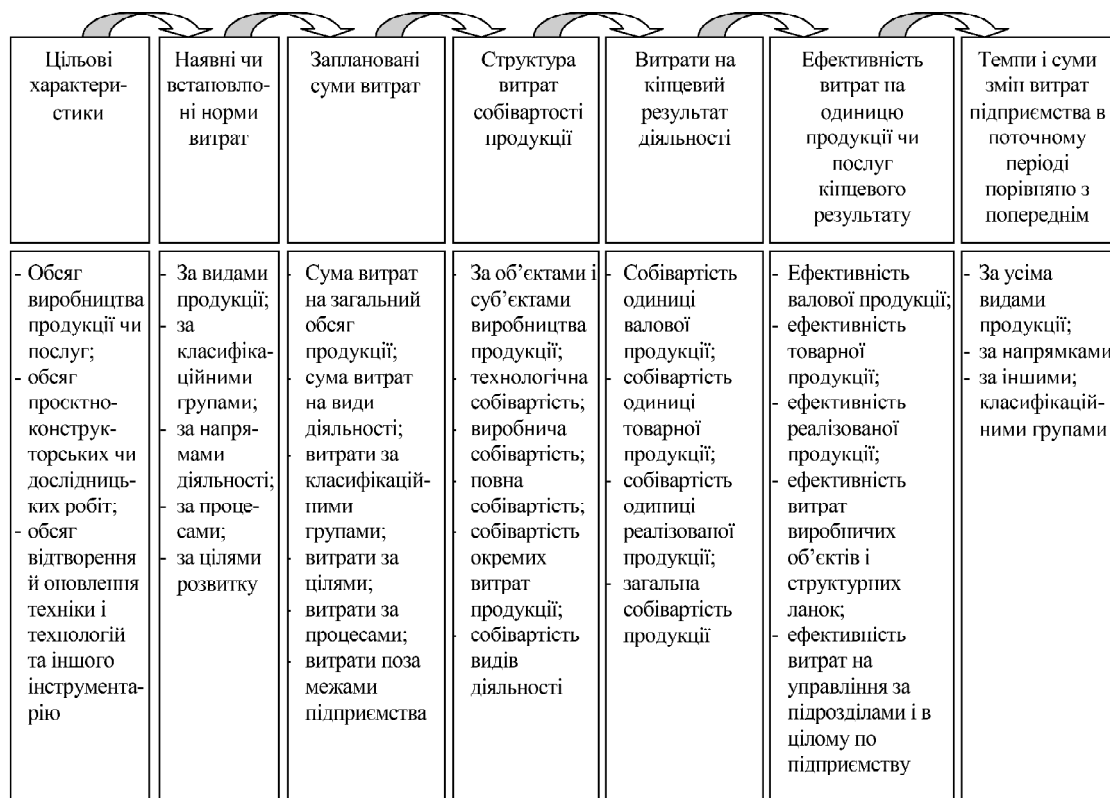 Цільові
характери-
стики
Наявні чи
встановлю-
ні норми
витрат
Заплановані
суми витрат
Структура
витрат
собівартості
продукції
Витрати на
кінцевий
результат
діяльності
Ефективність
витрат на
одиницю
продукції чи
послуг
кінцевого
результату
Темпи і суми
змін витрат
підприємства в
поточному
періоді
порівняно з
попереднім
- Обсяг
виробництва
продукції чи
послуг;
- обсяг
проєктно-
конструк-
торських чи
дослідниць-
ких робіт;
- обсяг
відтворення
й оновлення
техніки і
технологій
та іншого
інструмента-
рію
- За видами
продукції;
- за
класифіка-
ційними
групами;
- за напря-
мами
діяльності;
- за проце-
сами;
- за цілями
розвитку
- Сума витрат
на загальний
обсяг
продукції;
- сума витрат
на види
діяльності;
- витрати за
класифікацій-
ними
групами;
- витрати за
цілями;
- витрати за
процесами;
- витрати поза
межами
підприємства
- За об’єктами і
суб’єктами
виробництва
продукції;
- технологічна
собівартість;
- виробнича
собівартість;
- повна
собівартість;
- собівартість
окремих
витрат
продукції;
- собівартість
видів
діяльності
- Собівартість
одиниці
валової
продукції;
- собівартість
одиниці
товарної
продукції;
- собівартість
одиниці
реалізованої
продукції;
- загальна
собівартість
продукції
- Ефективність
валової продукції;
- ефективність
товарної
продукції;
- ефективність
реалізованої
продукції;
- ефективність
витрат
виробничих
об’єктів і
структурних
ланок;
- ефективність
витрат на
управління за
підрозділами і в
цілому по
підприємству
- За усіма
видами
продукції;
- за напрямками
- за іншими;
класифікацій-
ними групами